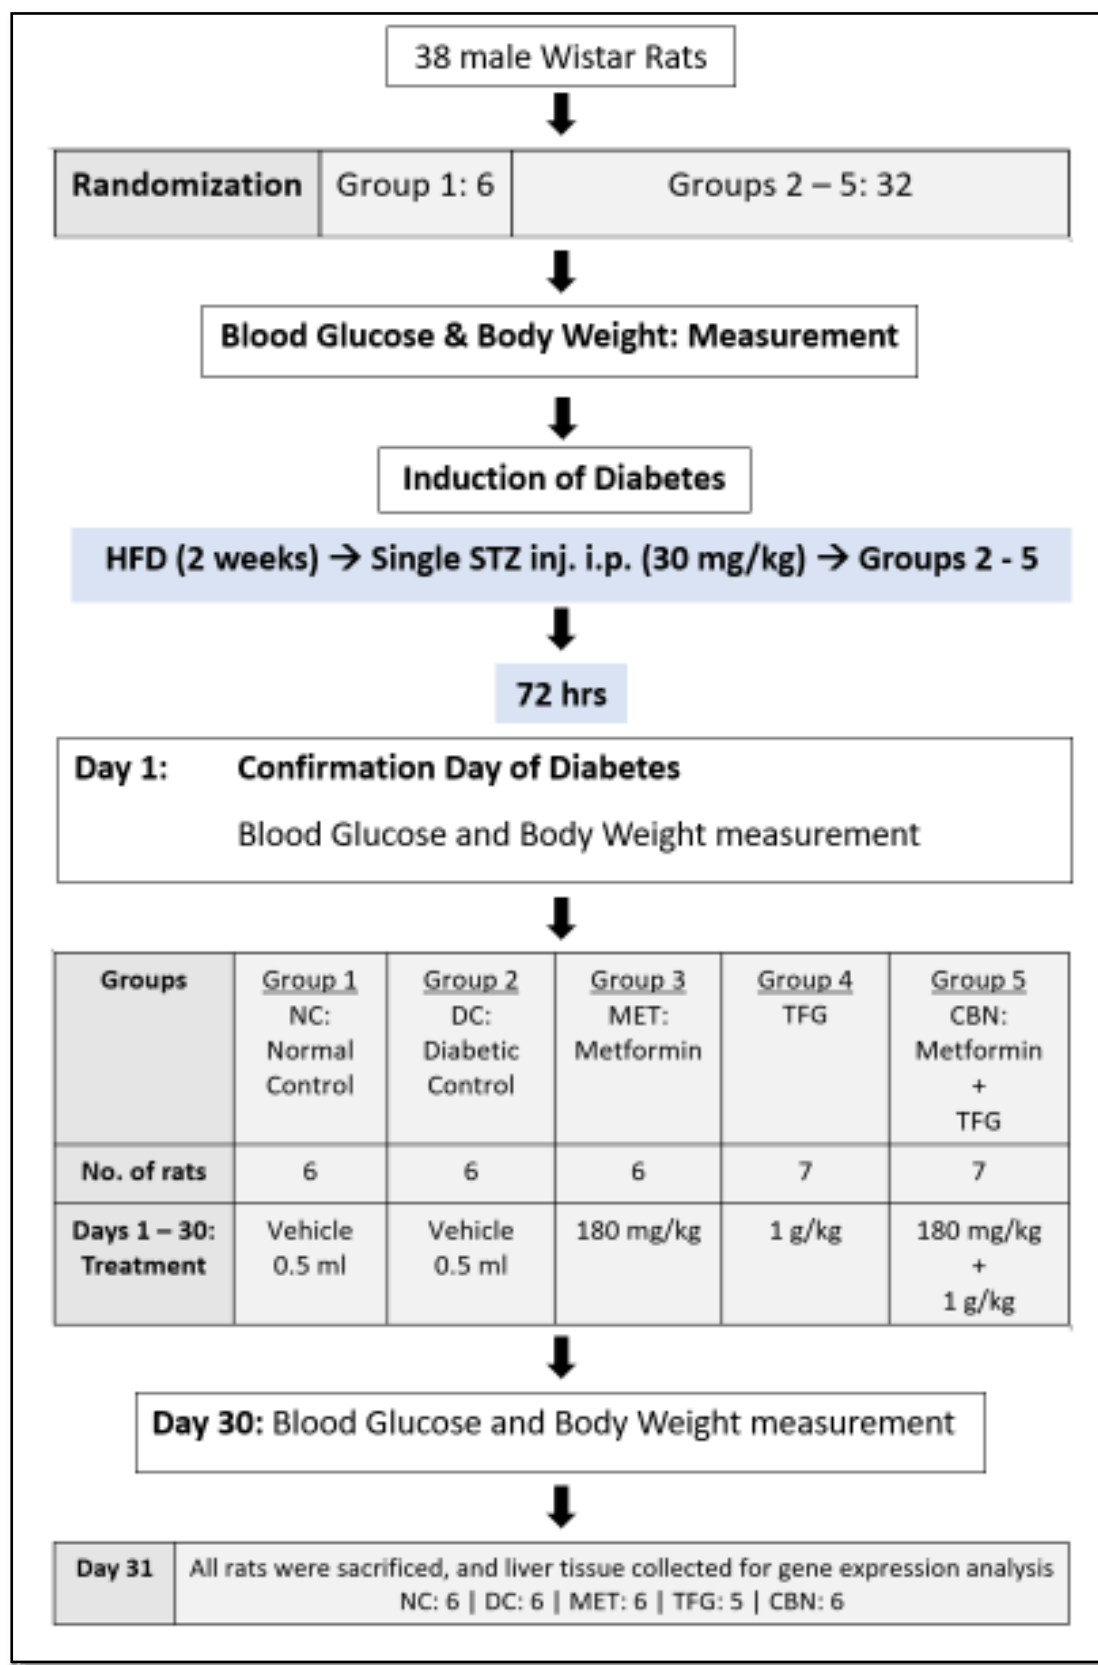 38 male Wistar Rats
Randomization Group 1: 6 Groups 2 – 5: 32
Blood Glucose & Body Weight: Measurement
Induction of Diabetes
HFD (2 weeks) → Single STZ inj. i.p. (30 mg/kg) → Groups 2 - 5
72 hrs
Day 1: Confirmation Day of Diabetes
Blood Glucose and Body Weight measurement
Groups Group 1 Group 2 Group 3 Group 4 Group 5
NC: DC: MET: TFG CBN:
Normal Diabetic Metformin Metformin
Control Control +
TFG
No. of rats 6 6 6 7 7
Days 1 – 30: Vehicle Vehicle 180 mg/kg 1 g/kg 180 mg/kg
Treatment 0.5 ml 0.5 ml +
1 g/kg
Day 30: Blood Glucose and Body Weight measurement
Day 31 All rats were sacrificed, and liver tissue collected for gene expression analysis
NC: 6 | DC: 6 | MET: 6 | TFG: 5 | CBN: 6